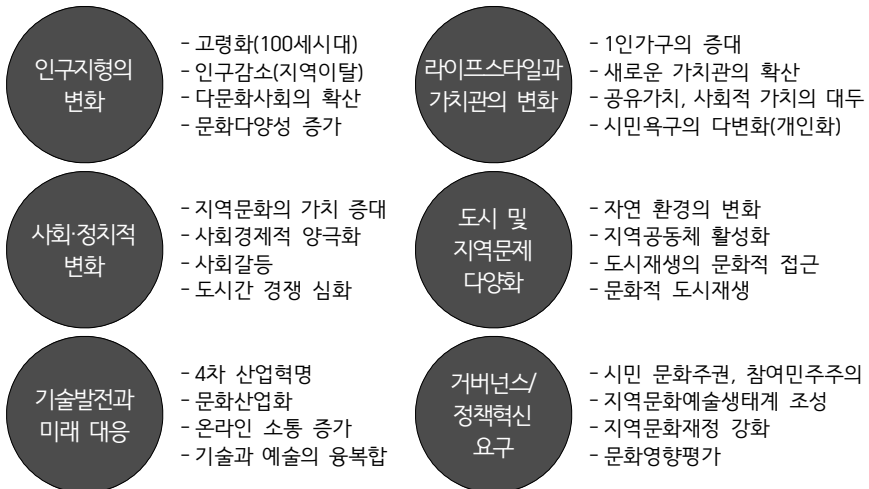 인구지형의
변화
- 고령화(100세시대)
- 인구감소(지역이탈)
- 다문화사회의 확산
- 문화다양성 증가
라이프스타일과
가치관의 변화
- 1인가구의 증대
- 새로운 가치관의 확산
- 공유가치, 사회적 가치의 대두
- 시민욕구의 다변화(개인화)
사회·정치적
변화
- 지역문화의 가치 증대
- 사회경제적 양극화
- 사회갈등
- 도시간 경쟁 심화
도시 및
지역문제
다양화
- 자연 환경의 변화
- 지역공동체 활성화
- 도시재생의 문화적 접근
- 문화적 도시재생
기술발전과
미래 대응
- 4차 산업혁명
- 문화산업화
- 온라인 소통 증가
- 기술과 예술의 융복합
거버넌스/
정책혁신
요구
- 시민 문화주권, 참여민주주의
- 지역문화예술생태계 조성
- 지역문화재정 강화
- 문화영향평가